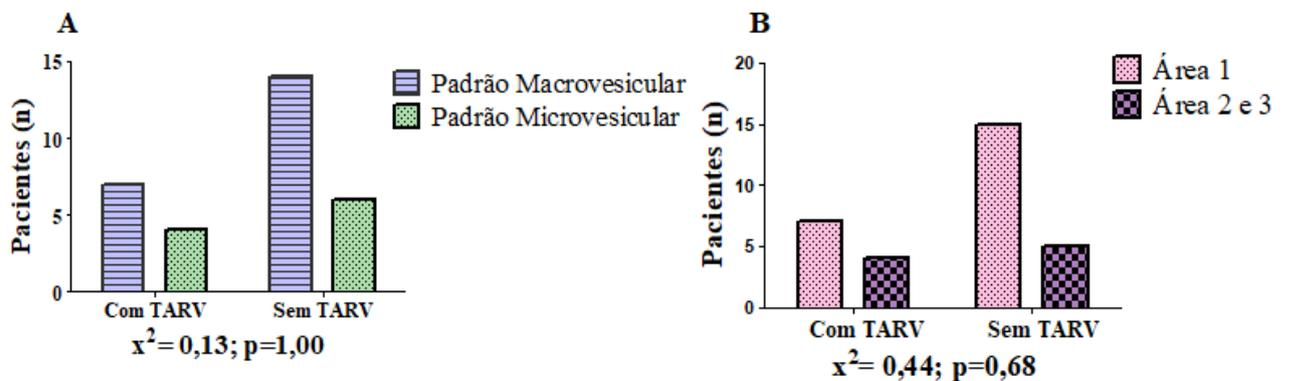 A
Pacientes (n)
15
10
5
0
Com TARV
Sem TARV
x²= 0,13; p=1,00
Padrão Macrovesicular
Padrão Microvesicular
B
Pacientes (n)
20
15
10
5
0
Com TARV
Sem TARV
x²= 0,44; p=0,68
Área 1
Área 2 e 3